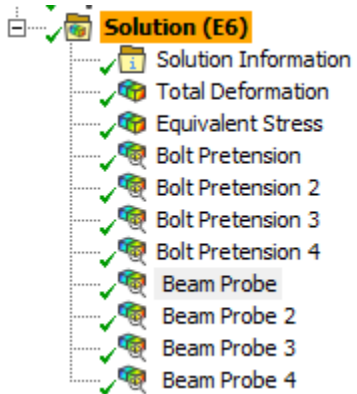 Solution (E6)
Solution Information
Total Deformation
Equivalent Stress
Bolt Pretension
Bolt Pretension 2
Bolt Pretension 3
Bolt Pretension 4
Beam Probe
Beam Probe 2
Beam Probe 3
Beam Probe 4